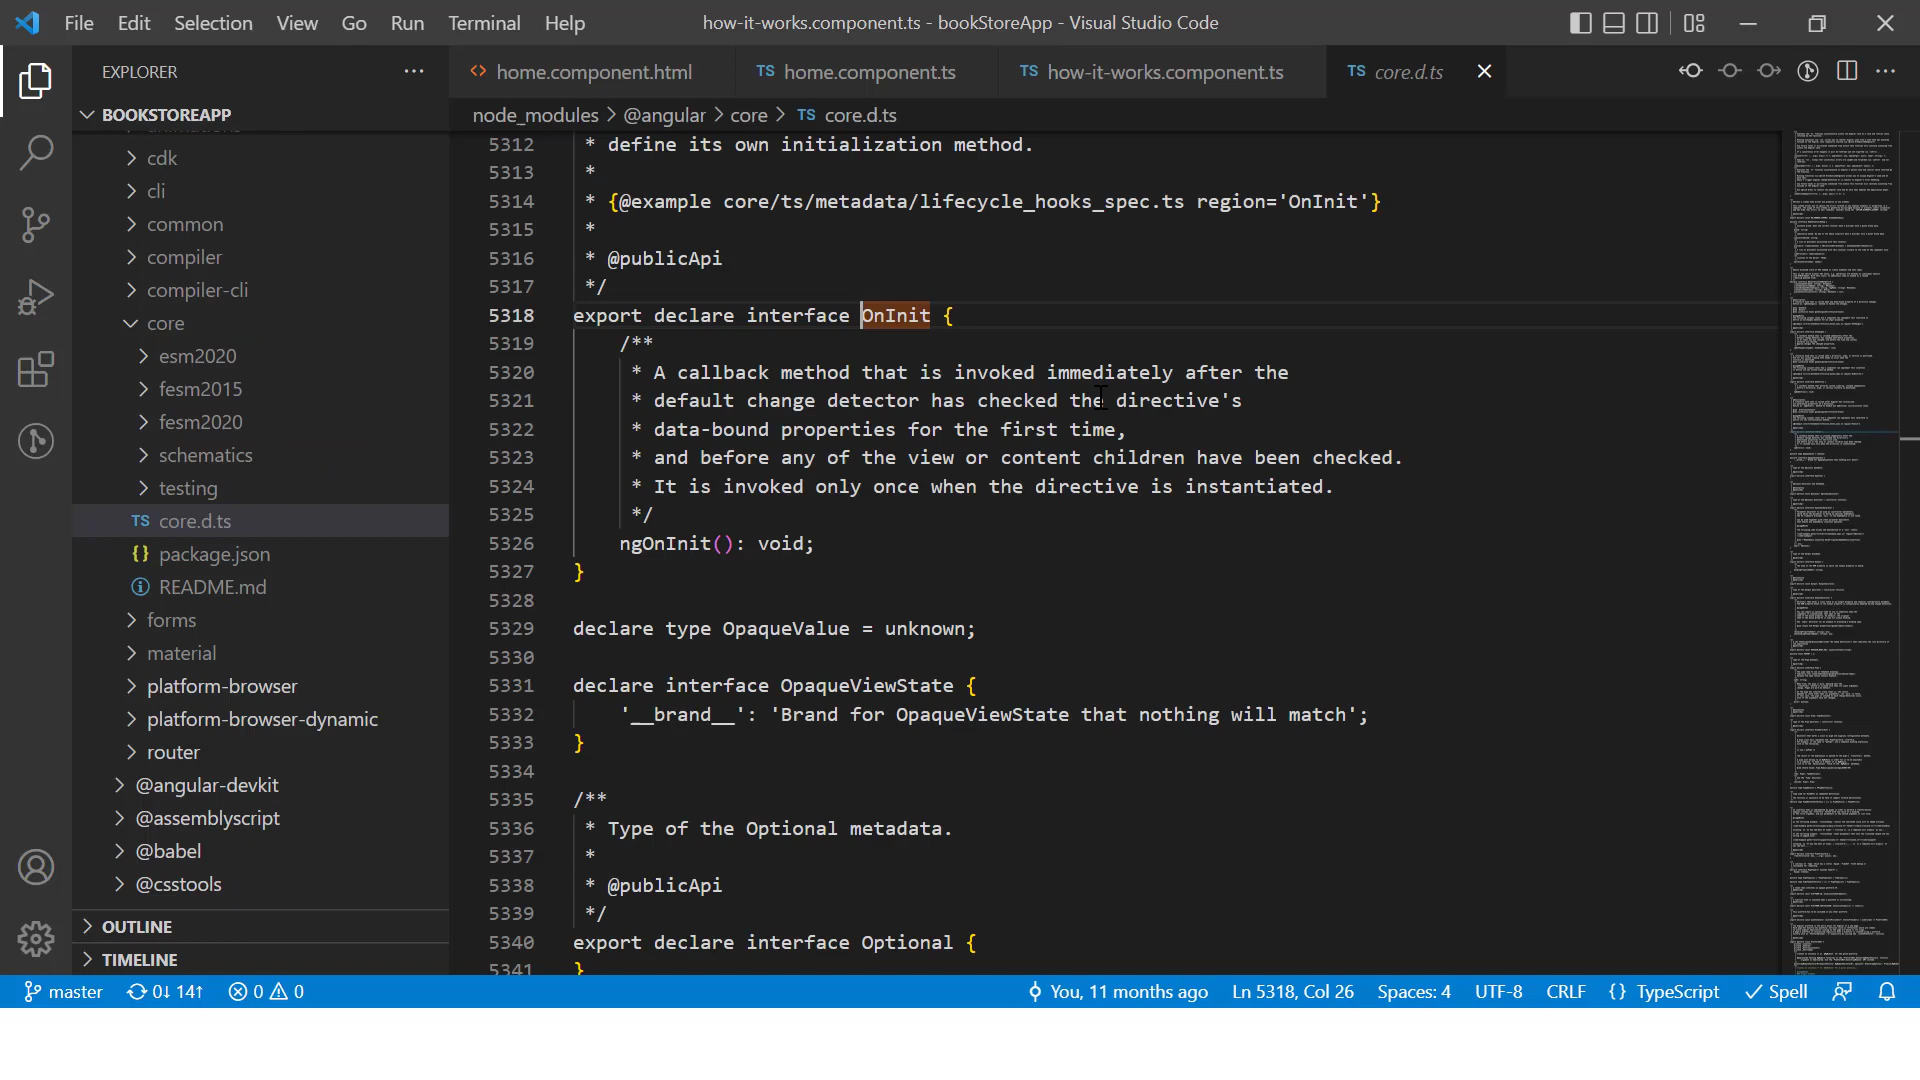 File Edit Selection View Go Run Terminal Help how-it-works.component.ts - bookStoreApp - Visual Studio Code
EXPLORER ···
BOOKSTOREAPP
cdk
cli
common
compiler
compiler-cli
core
esm2020
fesm2015
fesm2020
schematics
testing
TS core.d.ts
{} package.json
README.md
forms
material
platform-browser
platform-browser-dynamic
router
@angular-devkit
@assemblyscript
@babel
@csstools
OUTLINE
TIMELINE
<> home.component.html TS home.component.ts TS how-it-works.component.ts TS core.d.ts
node_modules > @angular > core > TS core.d.ts
5312 * define its own initialization method.
5313 *
5314 * {@example core/ts/metadata/lifecycle_hooks_spec.ts region='OnInit'}
5315 *
5316 * @publicApi
5317 */
5318 export declare interface OnInit {
5319 /**
5320 * A callback method that is invoked immediately after the
5321 * default change detector has checked the directive's
5322 * data-bound properties for the first time,
5323 * and before any of the view or content children have been checked.
5324 * It is invoked only once when the directive is instantiated.
5325 */
5326 ngOnInit(): void;
5327 }
5328
5329 declare type OpaqueValue = unknown;
5330
5331 declare interface OpaqueViewState {
5332 '__brand__': 'Brand for OpaqueViewState that nothing will match';
5333 }
5334
5335 /**
5336 * Type of the Optional metadata.
5337 *
5338 * @publicApi
5339 */
5340 export declare interface Optional {
5341 }
master 0↓ 14↑ 0 0 You, 11 months ago Ln 5318, Col 26 Spaces: 4 UTF-8 CRLF {} TypeScript Spell